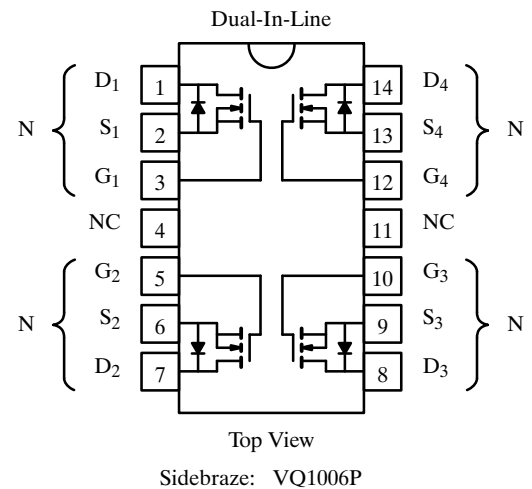 Dual-In-Line
D1 1 14 D4
N S1 2 13 S4 N
G1 3 12 G4
NC 4 11 NC
G2 5 10 G3
N S2 6 9 S3 N
D2 7 8 D3
Top View
Sidebraze: VQ1006P